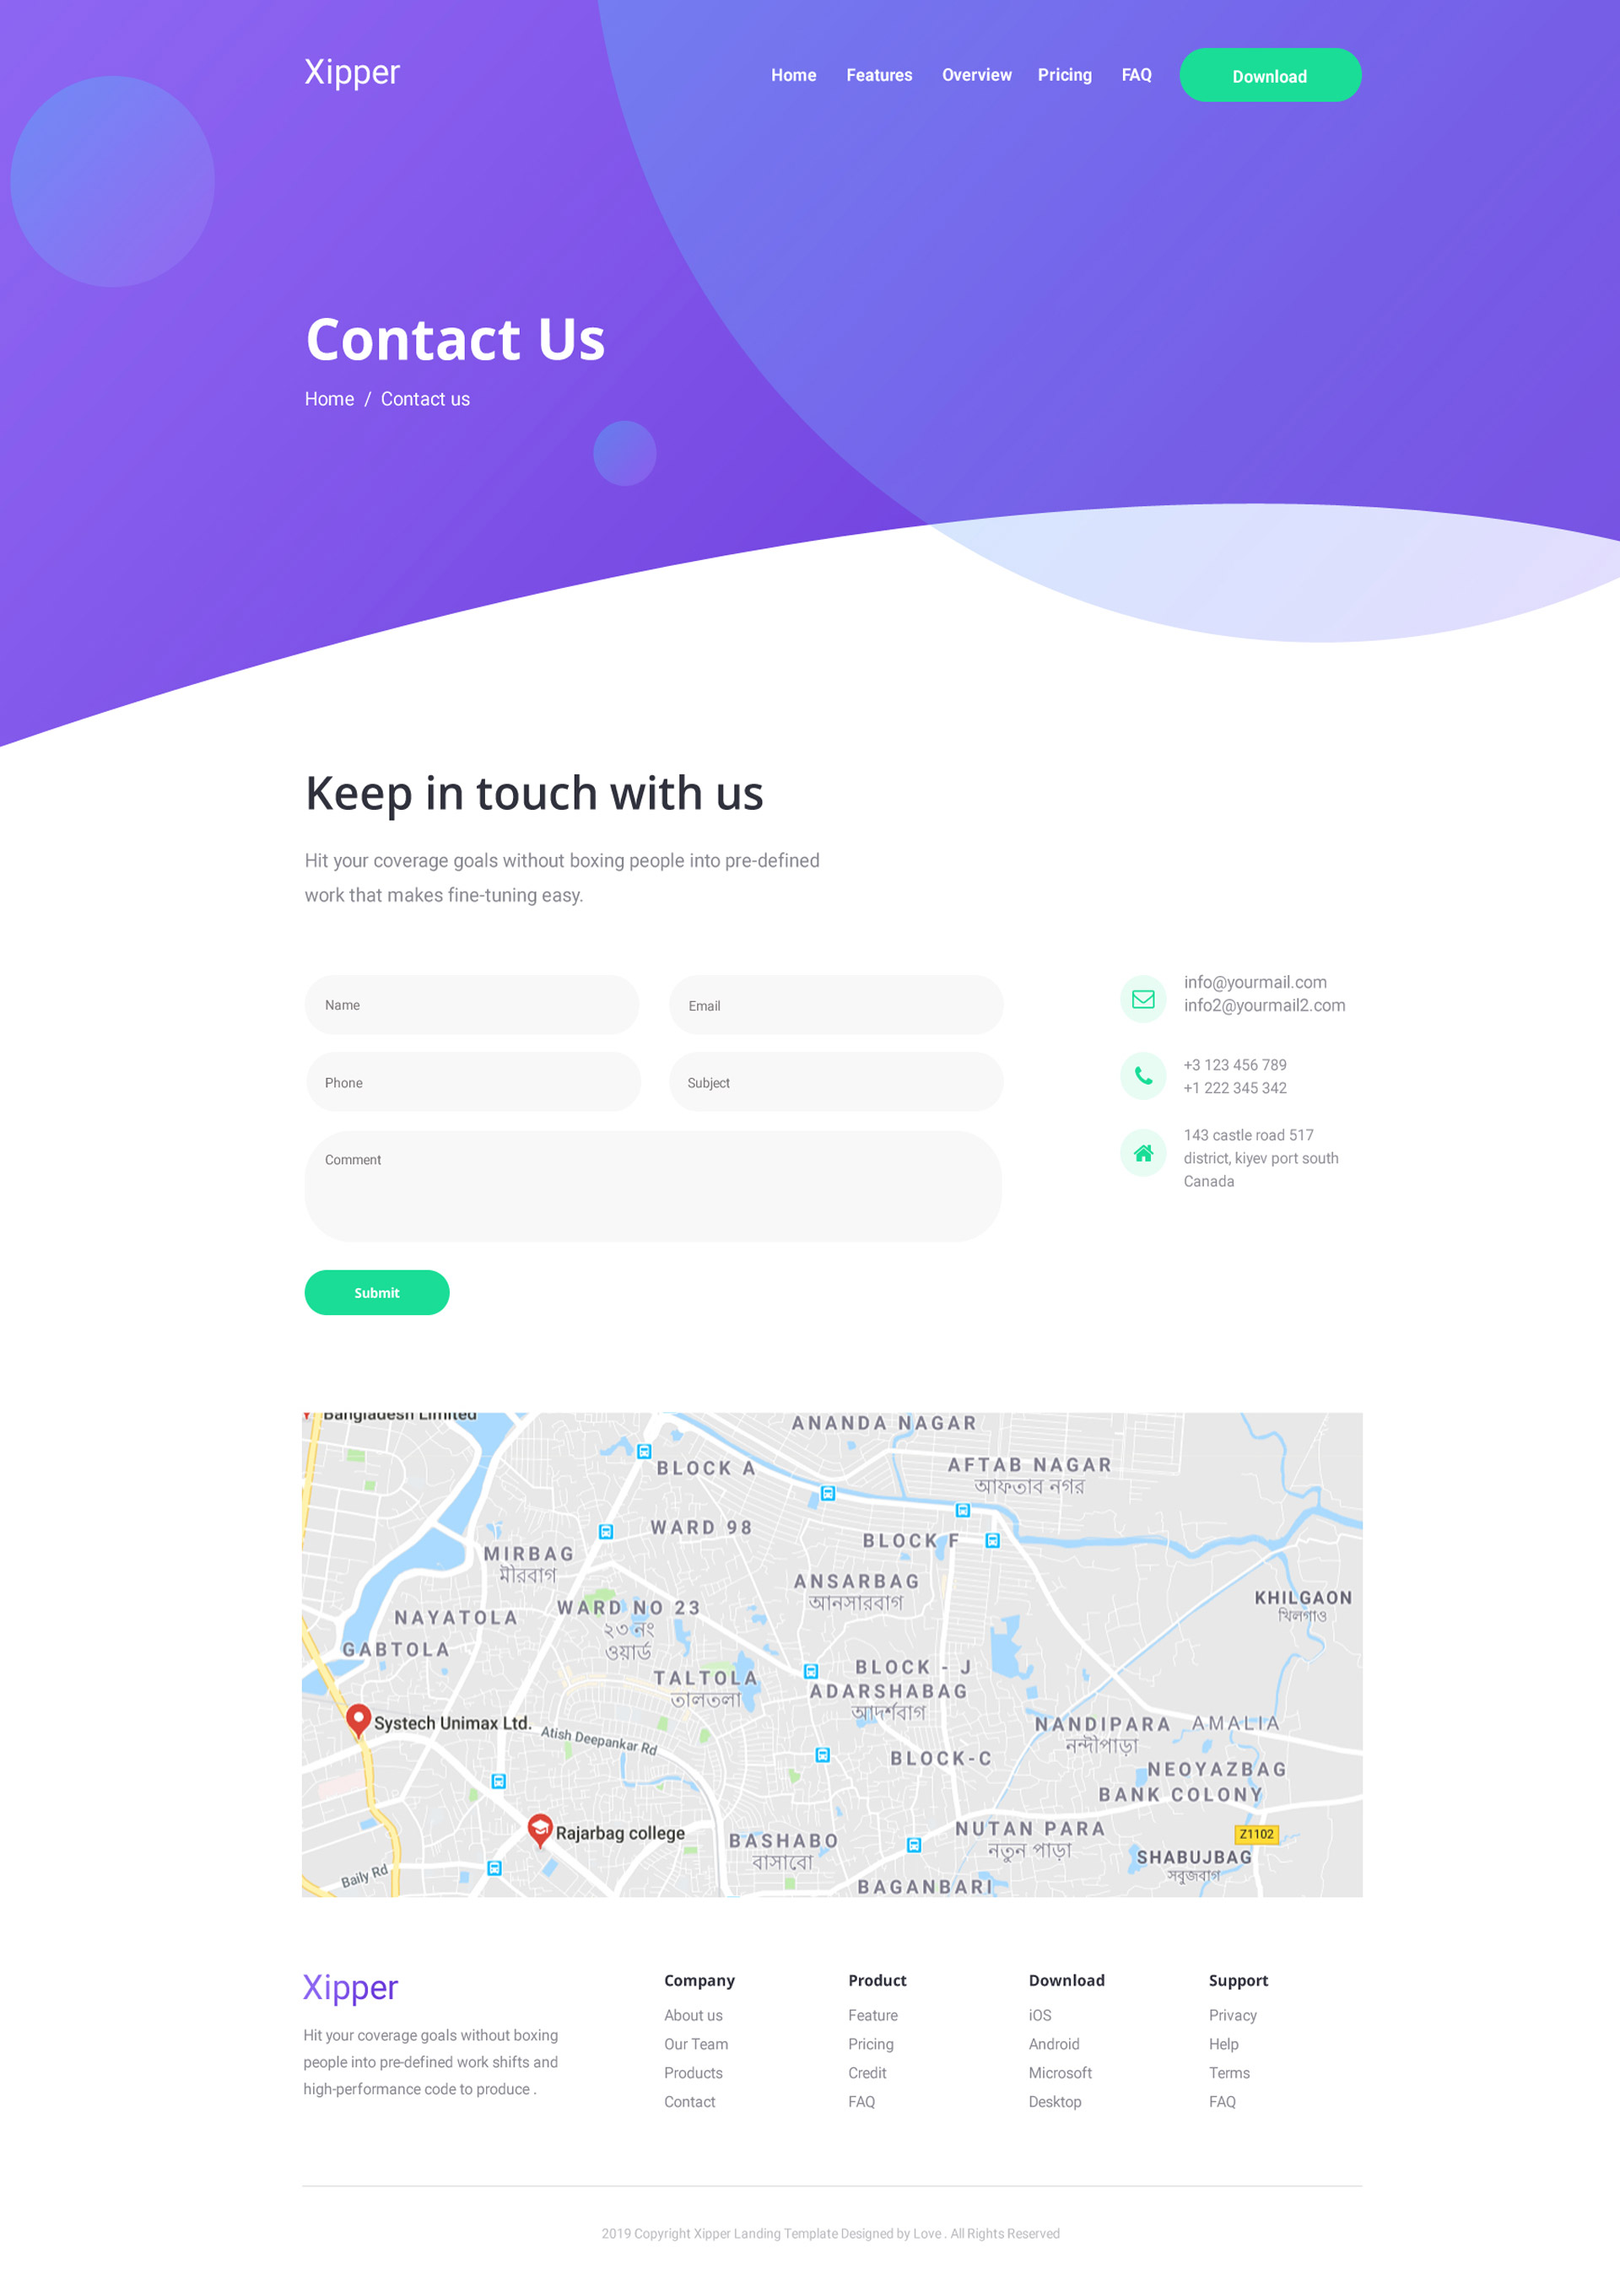 Xipper
Home Features Overview Pricing FAQ Download
Contact Us
Home / Contact us
Keep in touch with us
Hit your coverage goals without boxing people into pre-defined
work that makes fine-tuning easy.
Name
Email
Phone
Subject
Comment
Submit
info@yourmail.com
info2@yourmail2.com
+3 123 456 789
+1 222 345 342
143 castle road 517
district, kiyev port south
Canada
Bangladesh Limited
ANANDA NAGAR
BLOCK A
AFTAB NAGAR
আফতাব নগর
WARD 98
BLOCK F
MIRBAG
মীরবাগ
ANSARBAG
আনসারবাগ
KHILGAON
খিলগাও
NAYATOLA
WARD NO 23
২৩ নং
ওয়ার্ড
GABTOLA
TALTOLA
তালতলা
BLOCK - J
ADARSHABAG
আদর্শবাগ
Systech Unimax Ltd.
Atish Deepankar Rd
NANDIPARA
নন্দীপাড়া
AMALIA
BLOCK-C
NEOYAZBAG
BANK COLONY
Rajarbag college
BASHABO
বাসাবো
NUTAN PARA
নতুন পাড়া
Z1102
SHABUJBAG
সবুজবাগ
Baily Rd
BAGANBARI
Xipper
Hit your coverage goals without boxing
people into pre-defined work shifts and
high-performance code to produce .
Company
About us
Our Team
Products
Contact
Product
Feature
Pricing
Credit
FAQ
Download
iOS
Android
Microsoft
Desktop
Support
Privacy
Help
Terms
FAQ
2019 Copyright Xipper Landing Template Designed by Love . All Rights Reserved